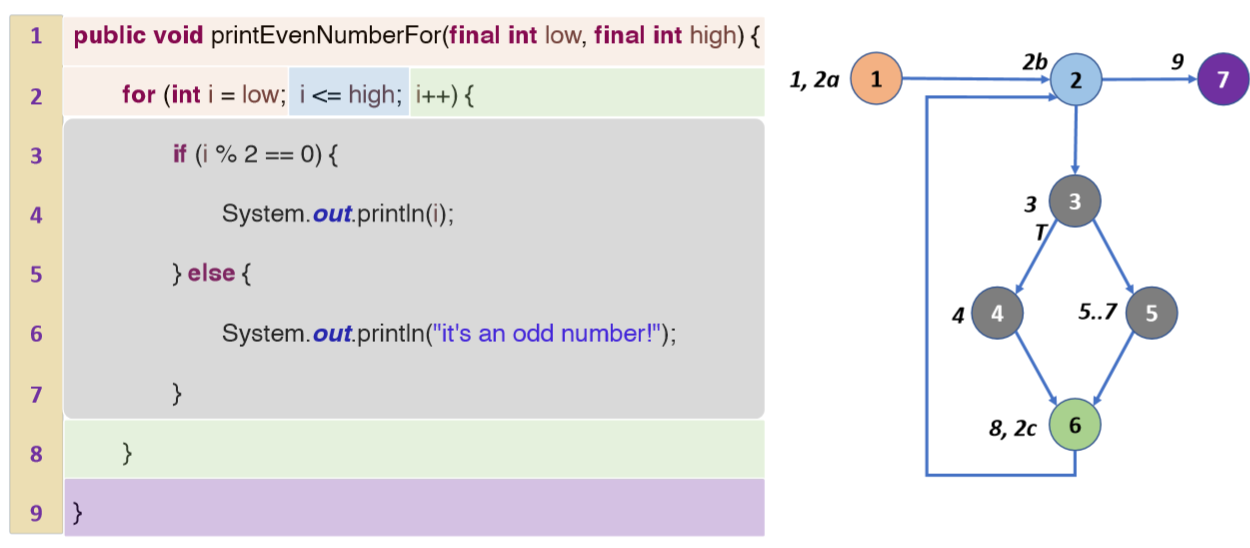 1 public void printEvenNumberFor(final int low, final int high) {
2 for (int i = low; i <= high; i++) {
3 if (i % 2 == 0) {
4 System.out.println(i);
5 } else {
6 System.out.println("it's an odd number!");
7 }
8 }
9 }
1, 2a 1 2b 2 9 7
3 3
T
4 4 5..7 5
8, 2c 6